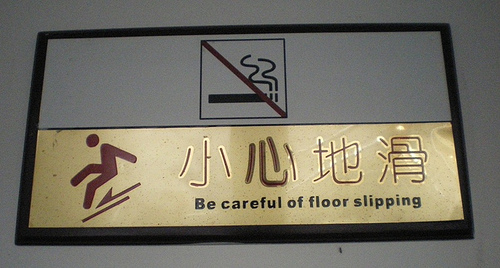 小心地滑
Be careful of floor slipping